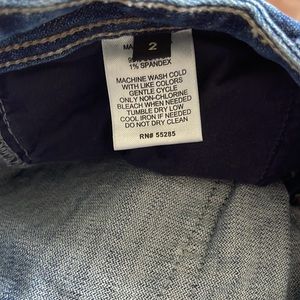 2
MA
1% SPANDEX
MACHINE WASH COLD
WITH LIKE COLORS
GENTLE CYCLE
ONLY NON-CHLORINE
BLEACH WHEN NEEDED
TUMBLE DRY LOW
COOL IRON IF NEEDED
DO NOT DRY CLEAN
RN# 55285